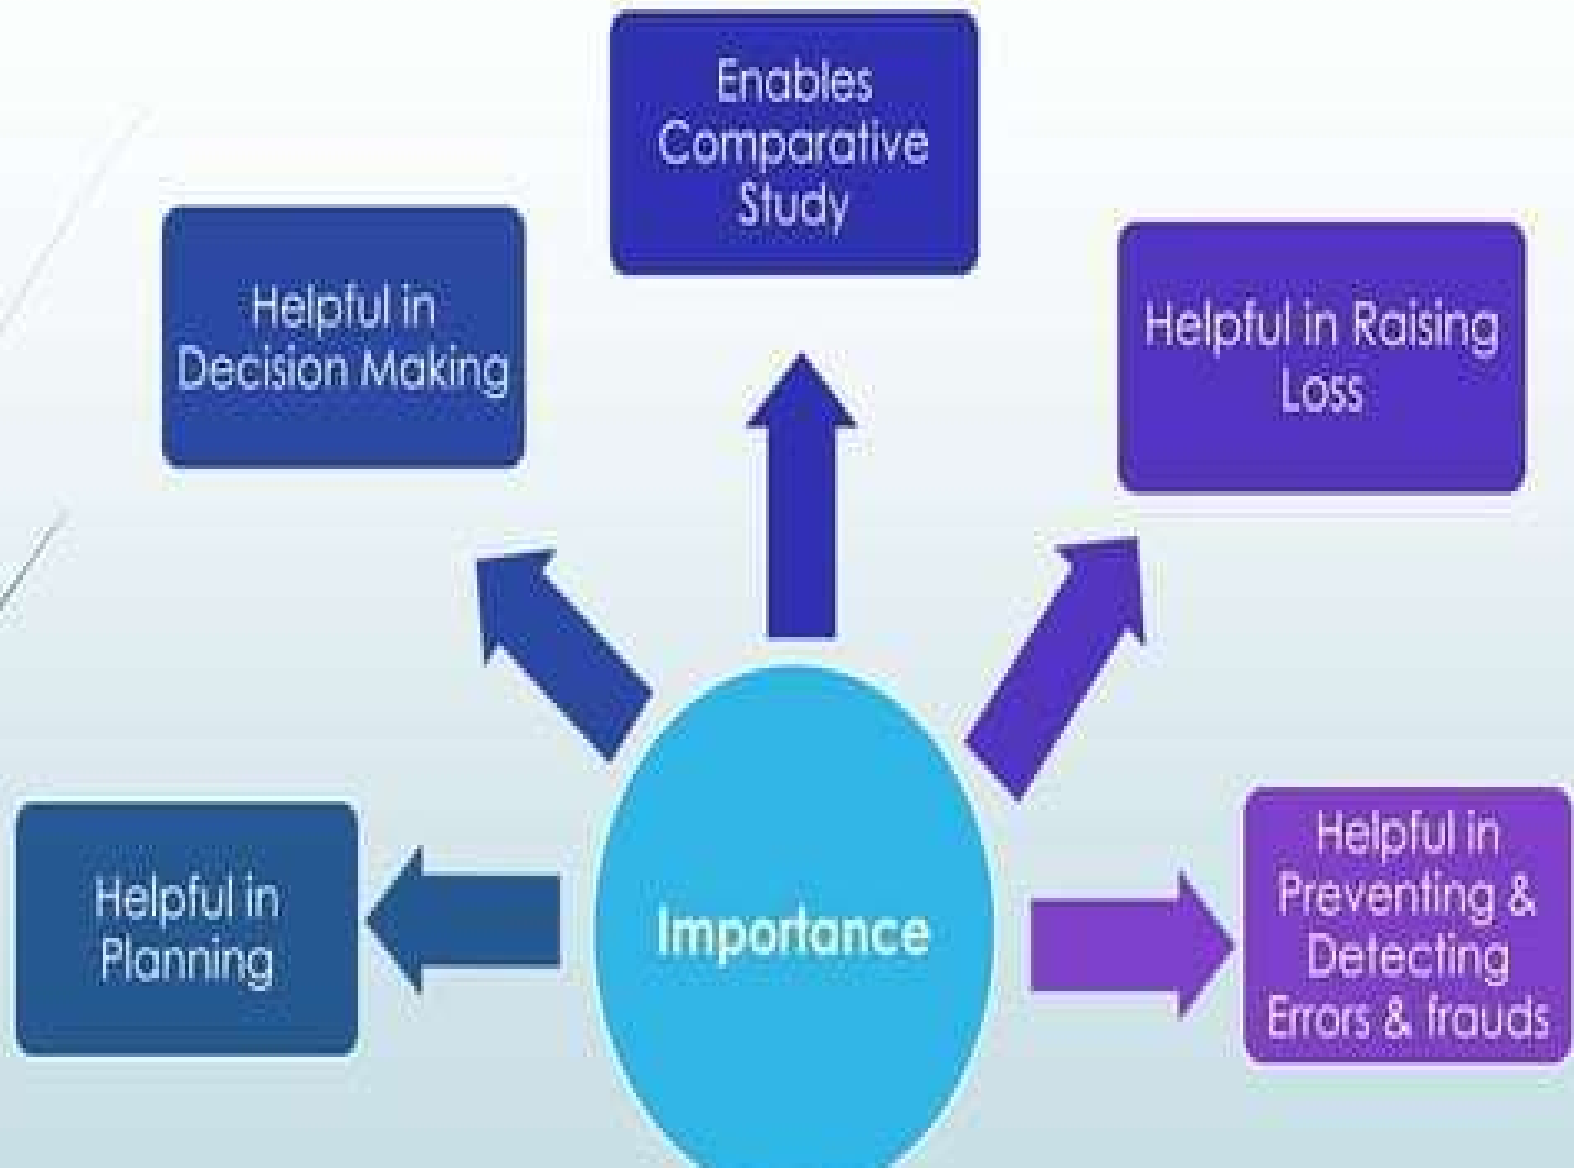 Enables
Comparative
Study
Helpful in
Decision Making
Helpful in Raising
Loss
Helpful in
Planning
Importance
Helpful in
Preventing &
Detecting
Errors & frauds